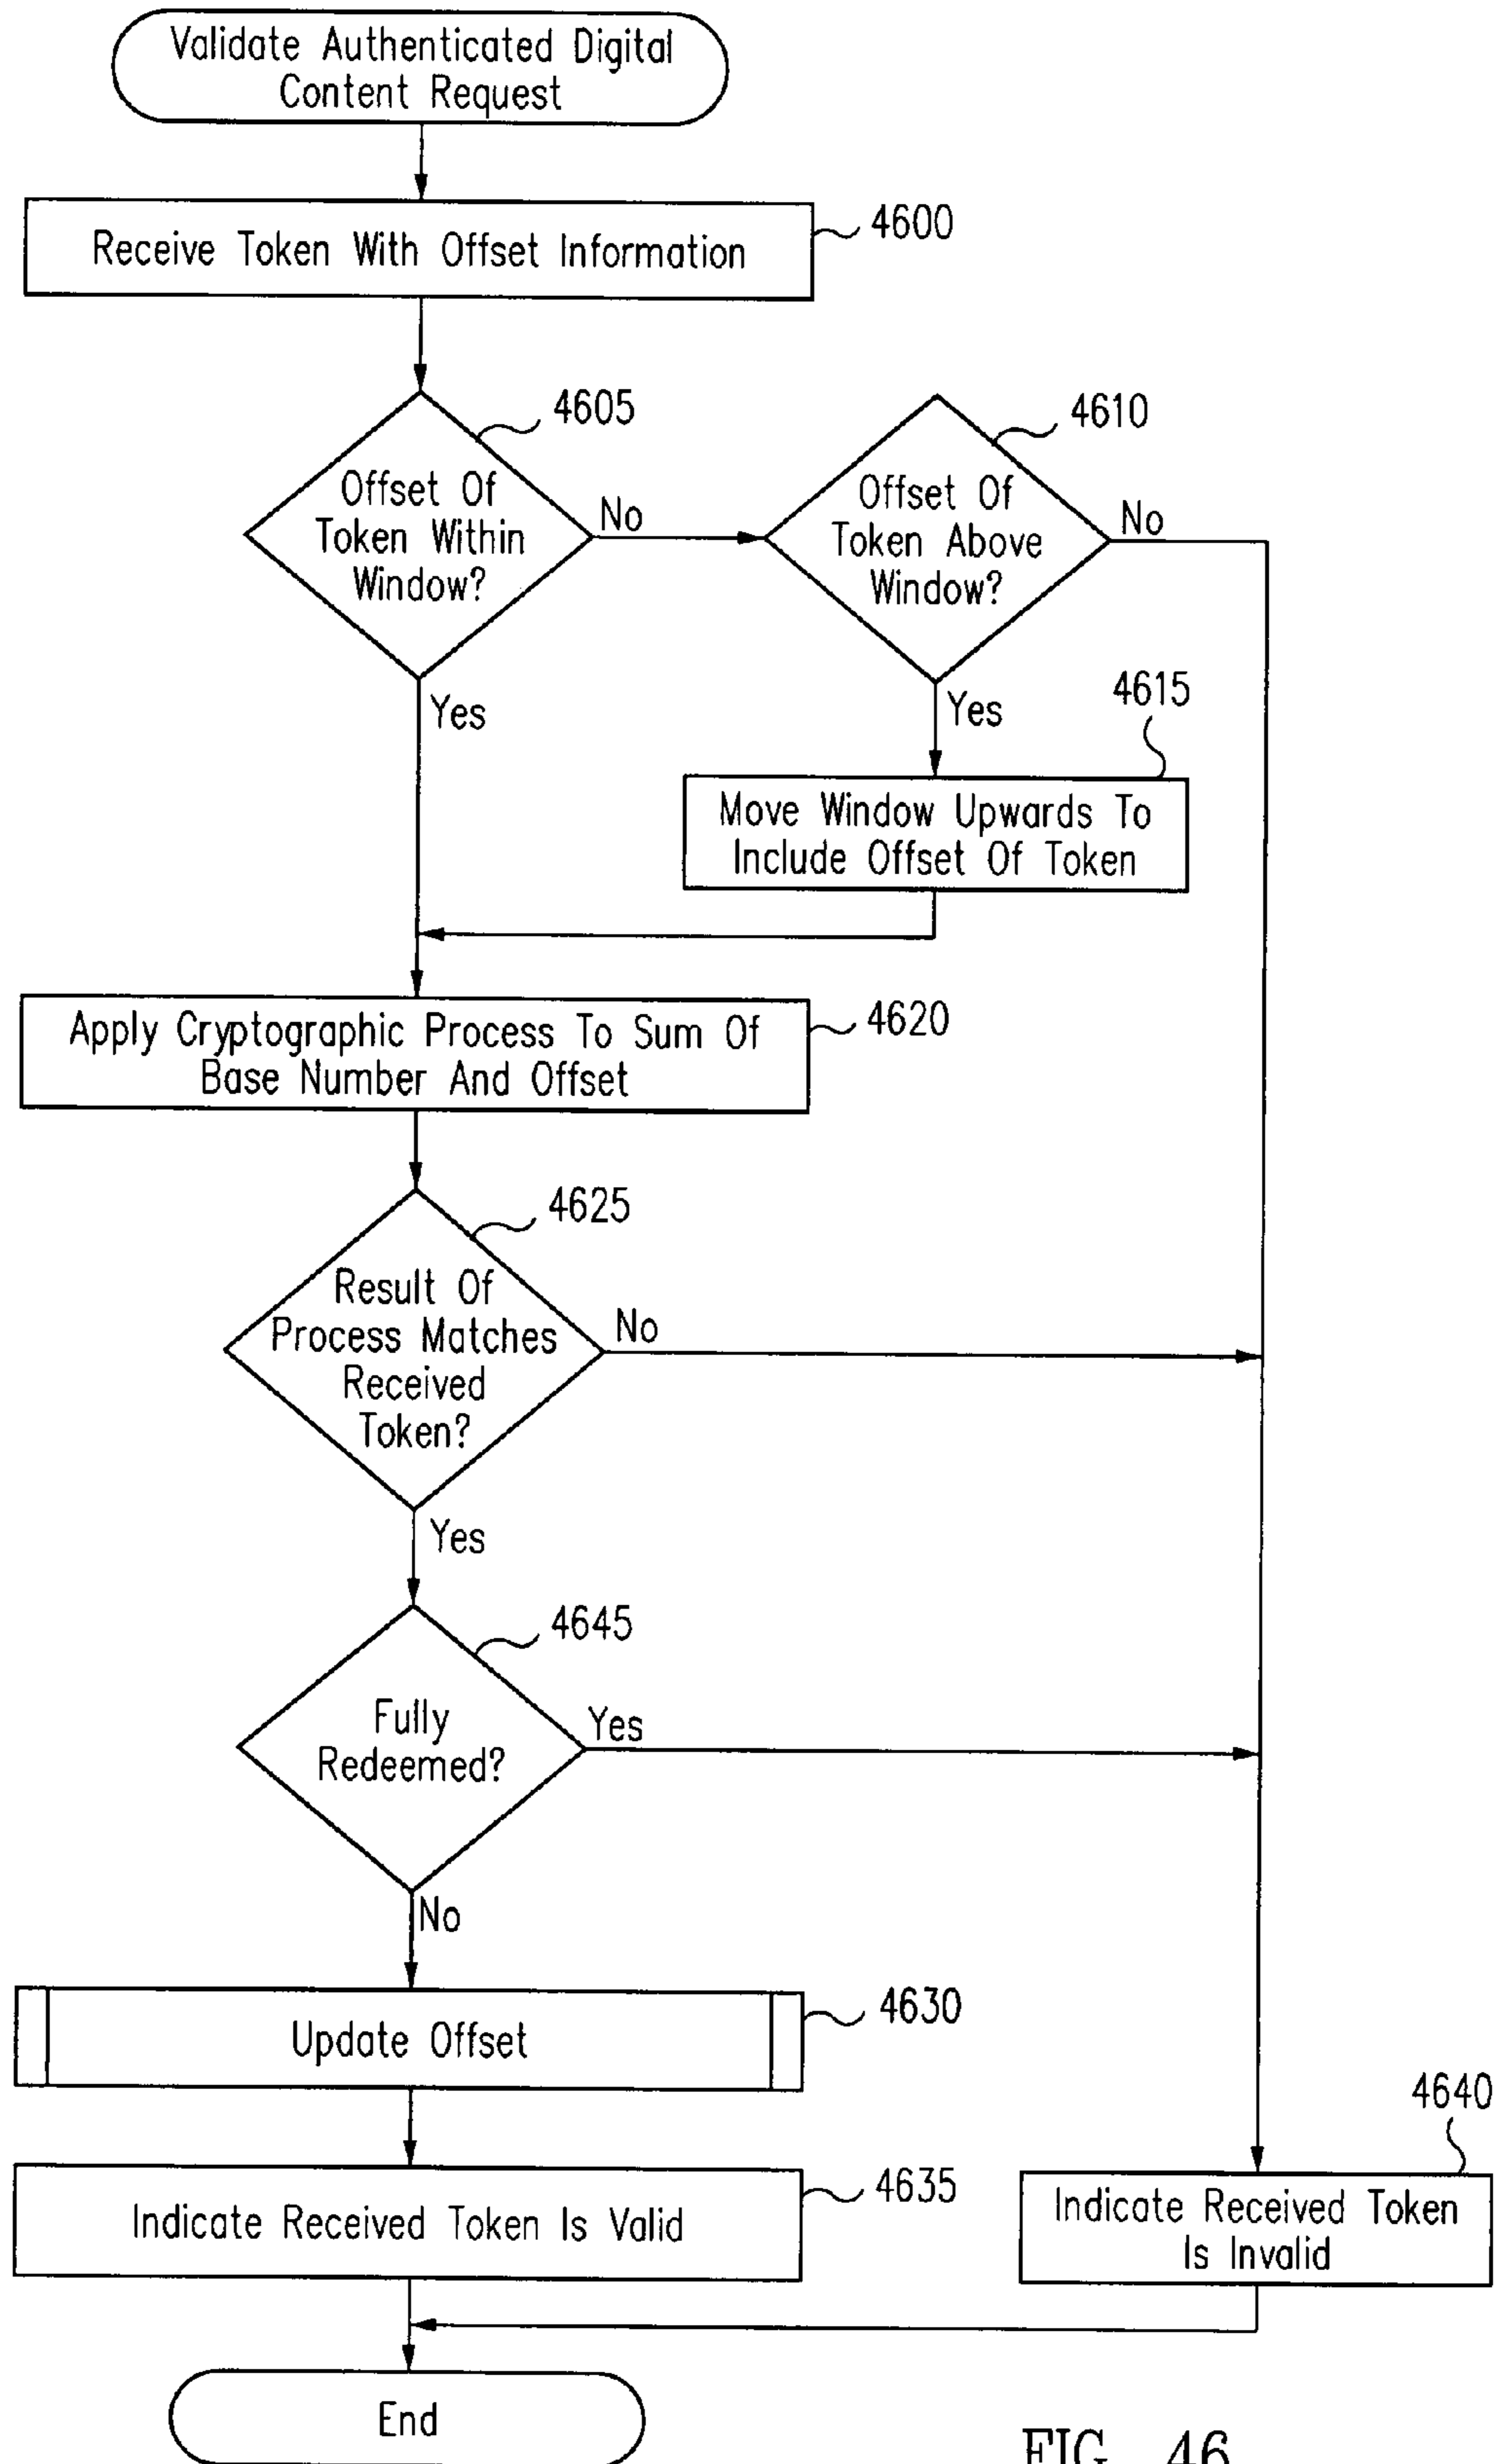 Validate Authenticated Digital
Content Request
Receive Token With Offset Information
4600
4605
Offset Of
Token Within
Window?
No
Yes
4610
Offset Of
Token Above
Window?
No
Yes
4615
Move Window Upwards To
Include Offset Of Token
Apply Cryptographic Process To Sum Of
Base Number And Offset
4620
4625
Result Of
Process Matches
Received
Token?
No
Yes
4645
Fully
Redeemed?
Yes
No
Update Offset
4630
Indicate Received Token Is Valid
4635
4640
Indicate Received Token
Is Invalid
End
FIG. 46